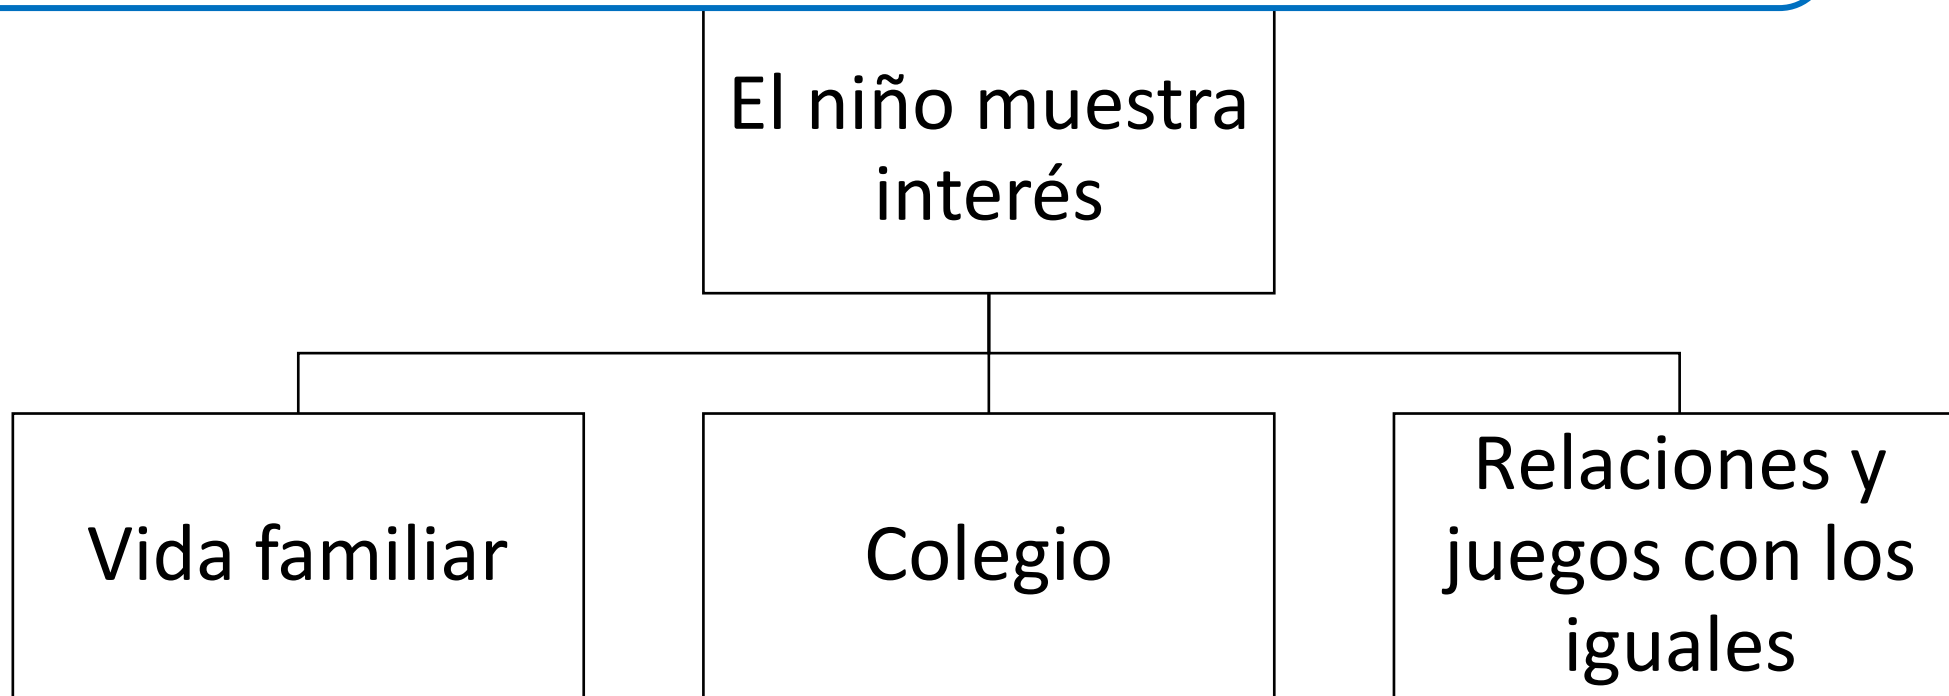 El niño muestra
interés
Vida familiar
Colegio
Relaciones y
juegos con los
iguales